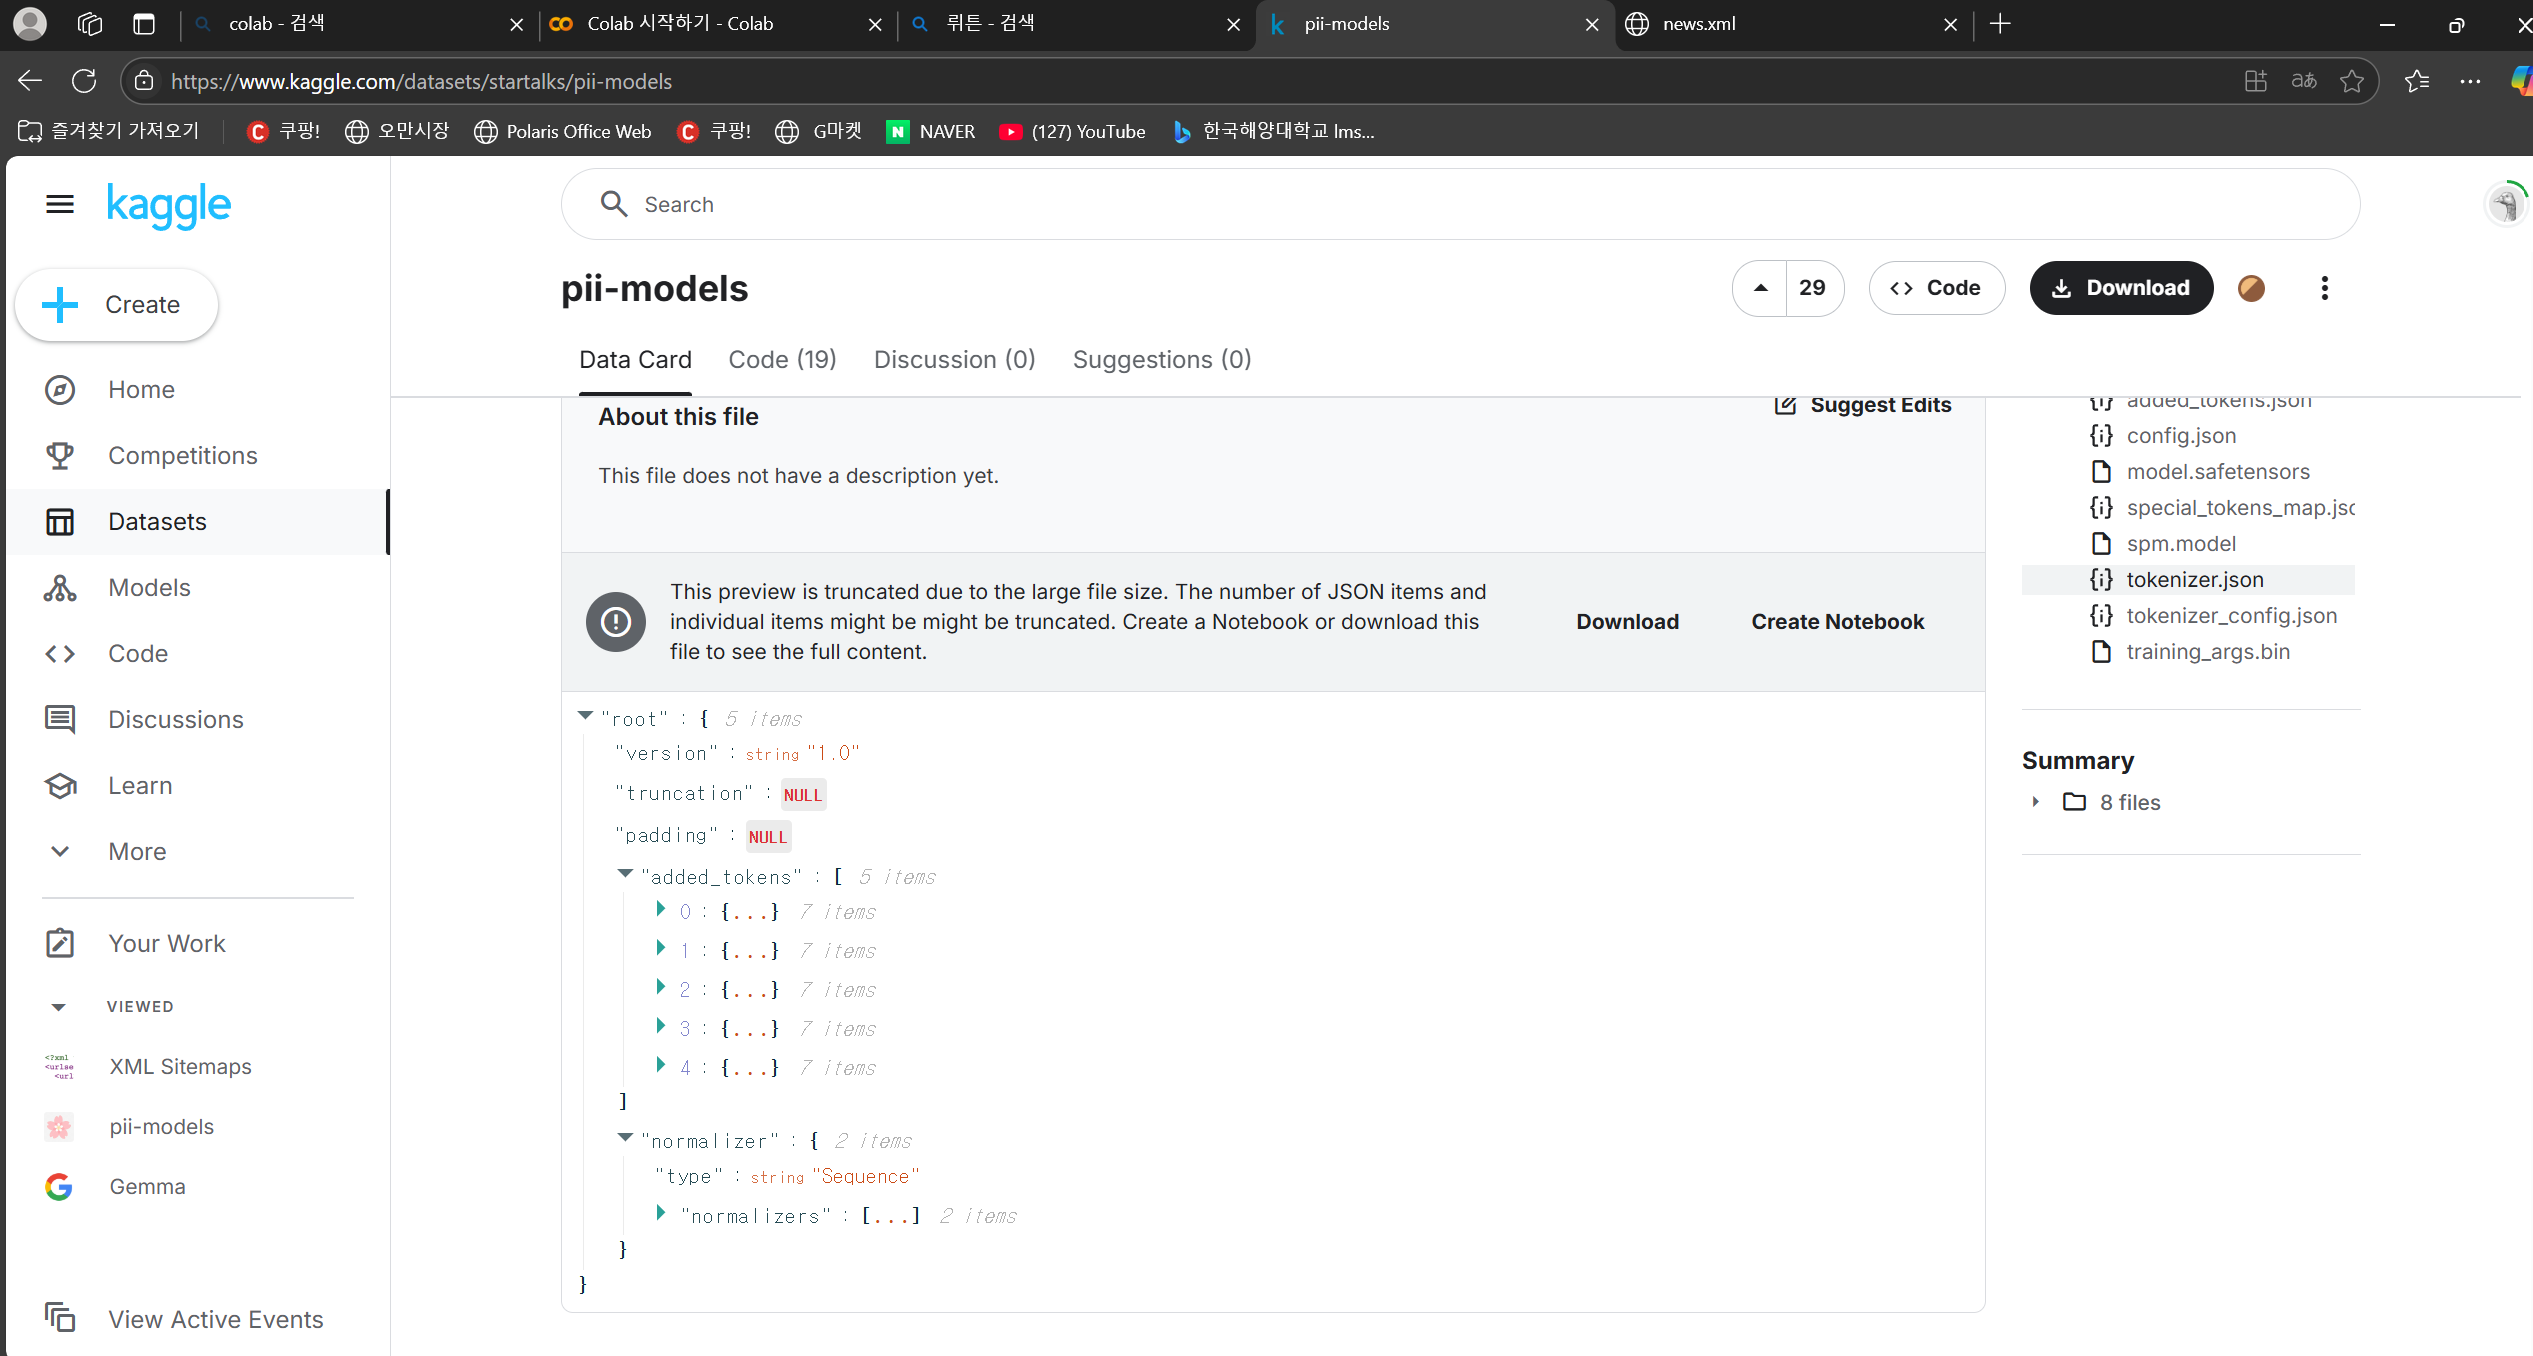 colab - 검색
Colab 시작하기 - Colab
뤼튼 - 검색
pii-models
news.xml
https://www.kaggle.com/datasets/startalks/pii-models
즐겨찾기 가져오기
쿠팡!
오만시장
Polaris Office Web
쿠팡!
G마켓
NAVER
(127) YouTube
한국해양대학교 lms...
kaggle
Search
Create
Home
Competitions
Datasets
Models
Code
Discussions
Learn
More
Your Work
VIEWED
XML Sitemaps
pii-models
Gemma
View Active Events
pii-models
29
Code
Download
Data Card
Code (19)
Discussion (0)
Suggestions (0)
About this file
Suggest Edits
This file does not have a description yet.
This preview is truncated due to the large file size. The number of JSON items and
individual items might be might be truncated. Create a Notebook or download this
file to see the full content.
Download
Create Notebook
"root" : { 5 items
"version" : string "1.0"
"truncation" : NULL
"padding" : NULL
"added_tokens" : [ 5 items
0 : {...} 7 items
1 : {...} 7 items
2 : {...} 7 items
3 : {...} 7 items
4 : {...} 7 items
]
"normalizer" : { 2 items
"type" : string "Sequence"
"normalizers" : [...] 2 items
}
}
added_tokens.json
config.json
model.safetensors
special_tokens_map.jsc
spm.model
tokenizer.json
tokenizer_config.json
training_args.bin
Summary
8 files